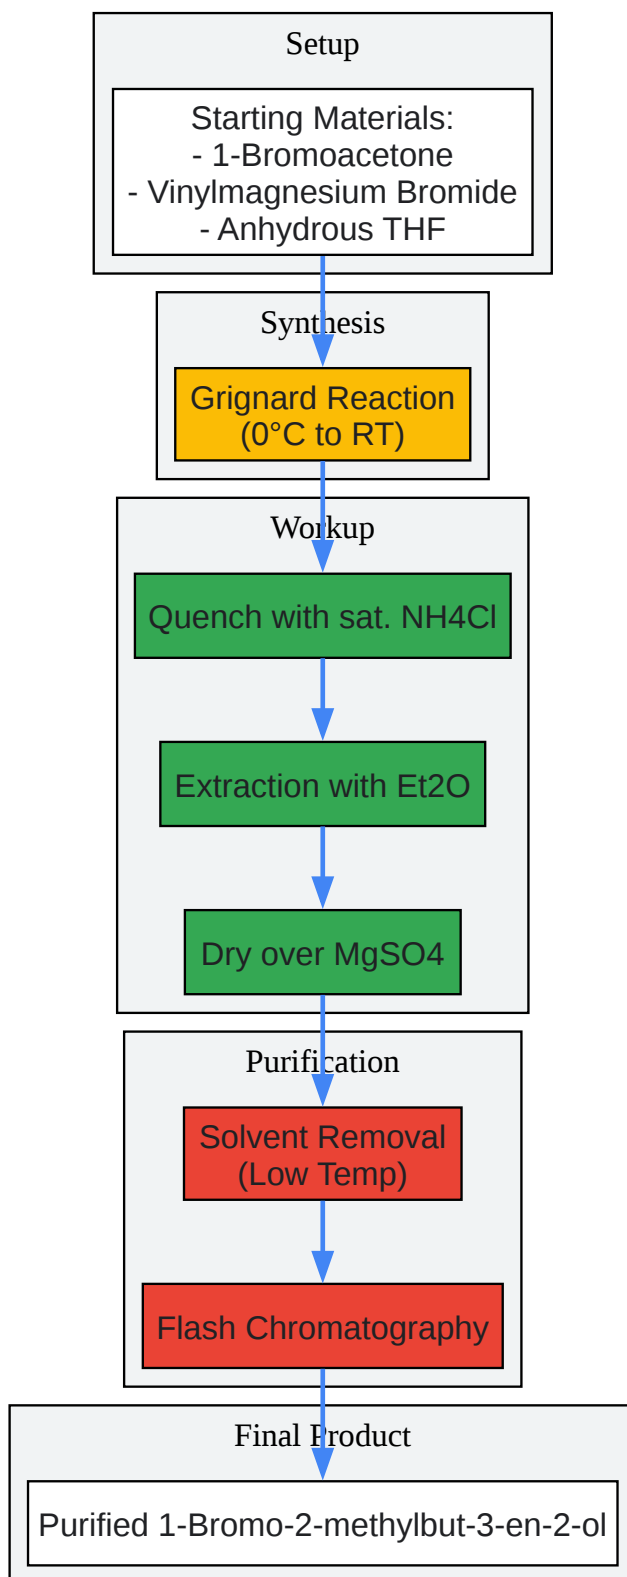 Setup
Starting Materials:
- 1-Bromoacetone
- Vinylmagnesium Bromide
- Anhydrous THF
Synthesis
Grignard Reaction
(0°C to RT)
Workup
Quench with sat. NH4Cl
Extraction with Et2O
Dry over MgSO4
Purification
Solvent Removal
(Low Temp)
Flash Chromatography
Final Product
Purified 1-Bromo-2-methylbut-3-en-2-ol